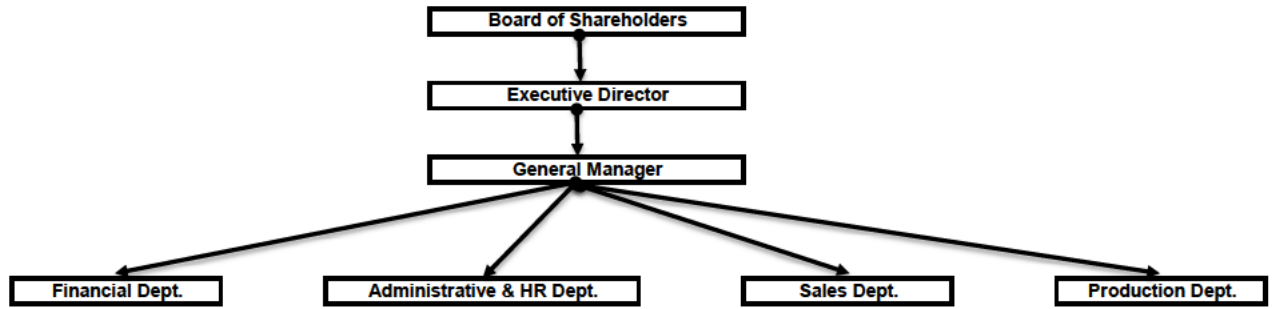 Board of Shareholders
Executive Director
General Manager
Financial Dept.
Administrative & HR Dept.
Sales Dept.
Production Dept.